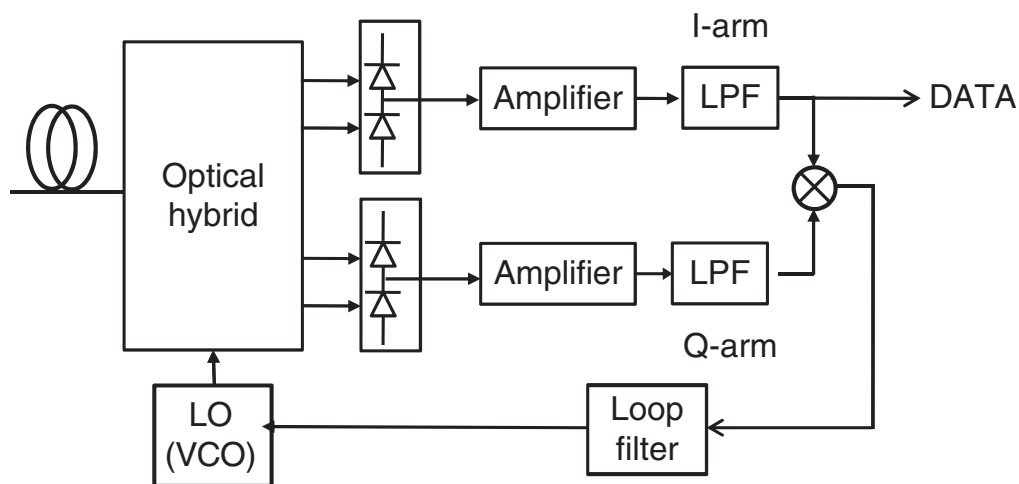 I-arm
Amplifier
LPF
DATA
Optical
hybrid
Amplifier
LPF
Q-arm
LO
(VCO)
Loop
filter